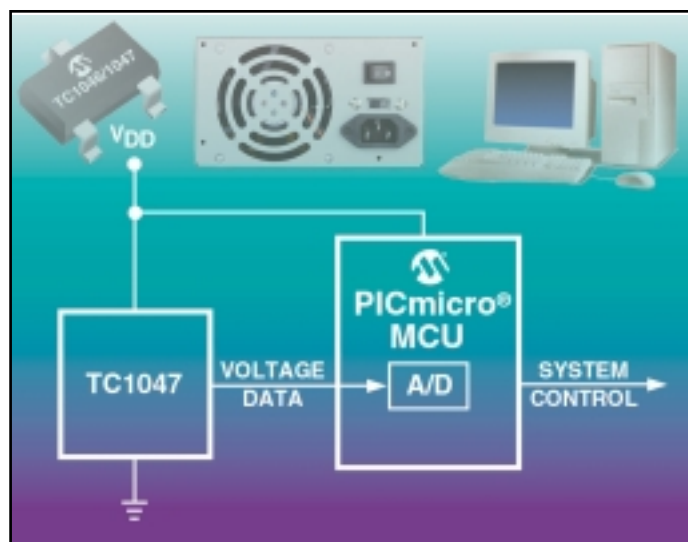 TC1046/1047
VDD
PICmicro®
MCU
TC1047
VOLTAGE
DATA
A/D
SYSTEM
CONTROL